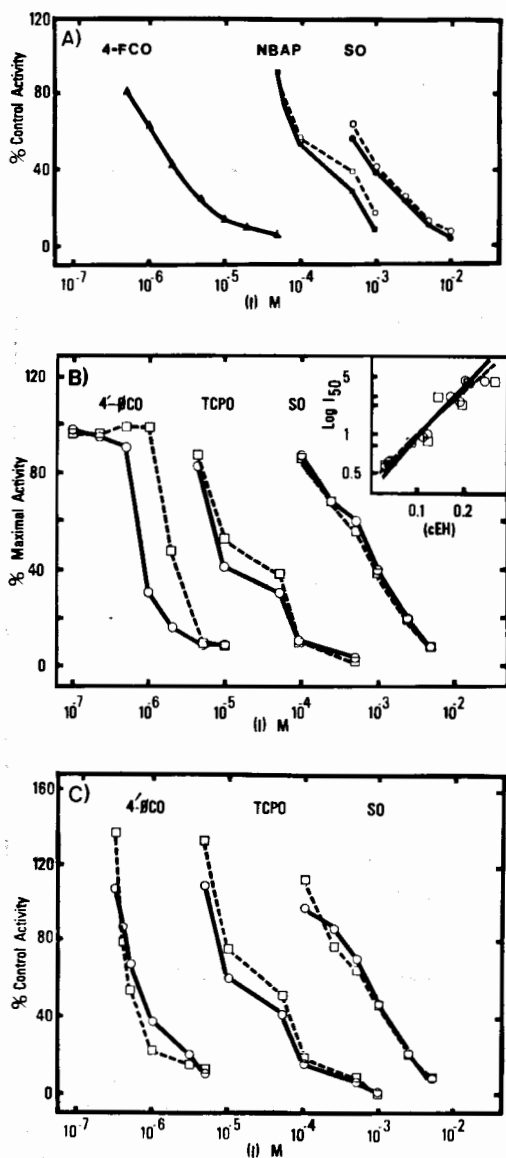 A)
4-FCO NBAP SO
% Control Activity
120
80
40
0
10⁻⁷ 10⁻⁶ 10⁻⁵ 10⁻⁴ 10⁻³ 10⁻²
(I) M
B)
4'-ØCO TCPO SO
% Maximal Activity
120
80
40
0
10⁻⁷ 10⁻⁶ 10⁻⁵ 10⁻⁴ 10⁻³ 10⁻²
(I) M
Log I₅₀
5
1
0.5
0.1 0.2
(cEH)
C)
4'ØCO TCPO SO
% Control Activity
160
120
80
40
0
10⁻⁷ 10⁻⁶ 10⁻⁵ 10⁻⁴ 10⁻³ 10⁻²
(I) M